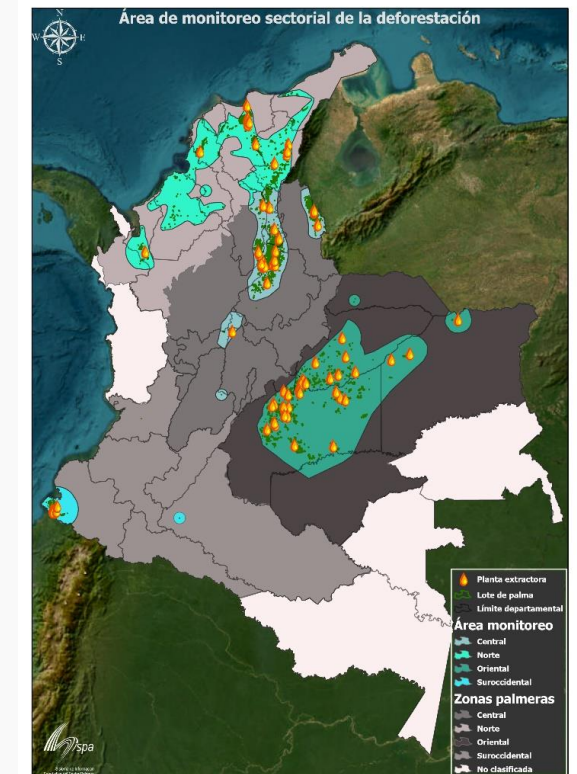 Área de monitoreo sectorial de la deforestación
N
W E
S
Planta extractora
Lote de palma
Límite departamental
Área monitoreo
Central
Norte
Oriental
Suroccidental
Zonas palmeras
Central
Norte
Oriental
Suroccidental
No clasificada
spa